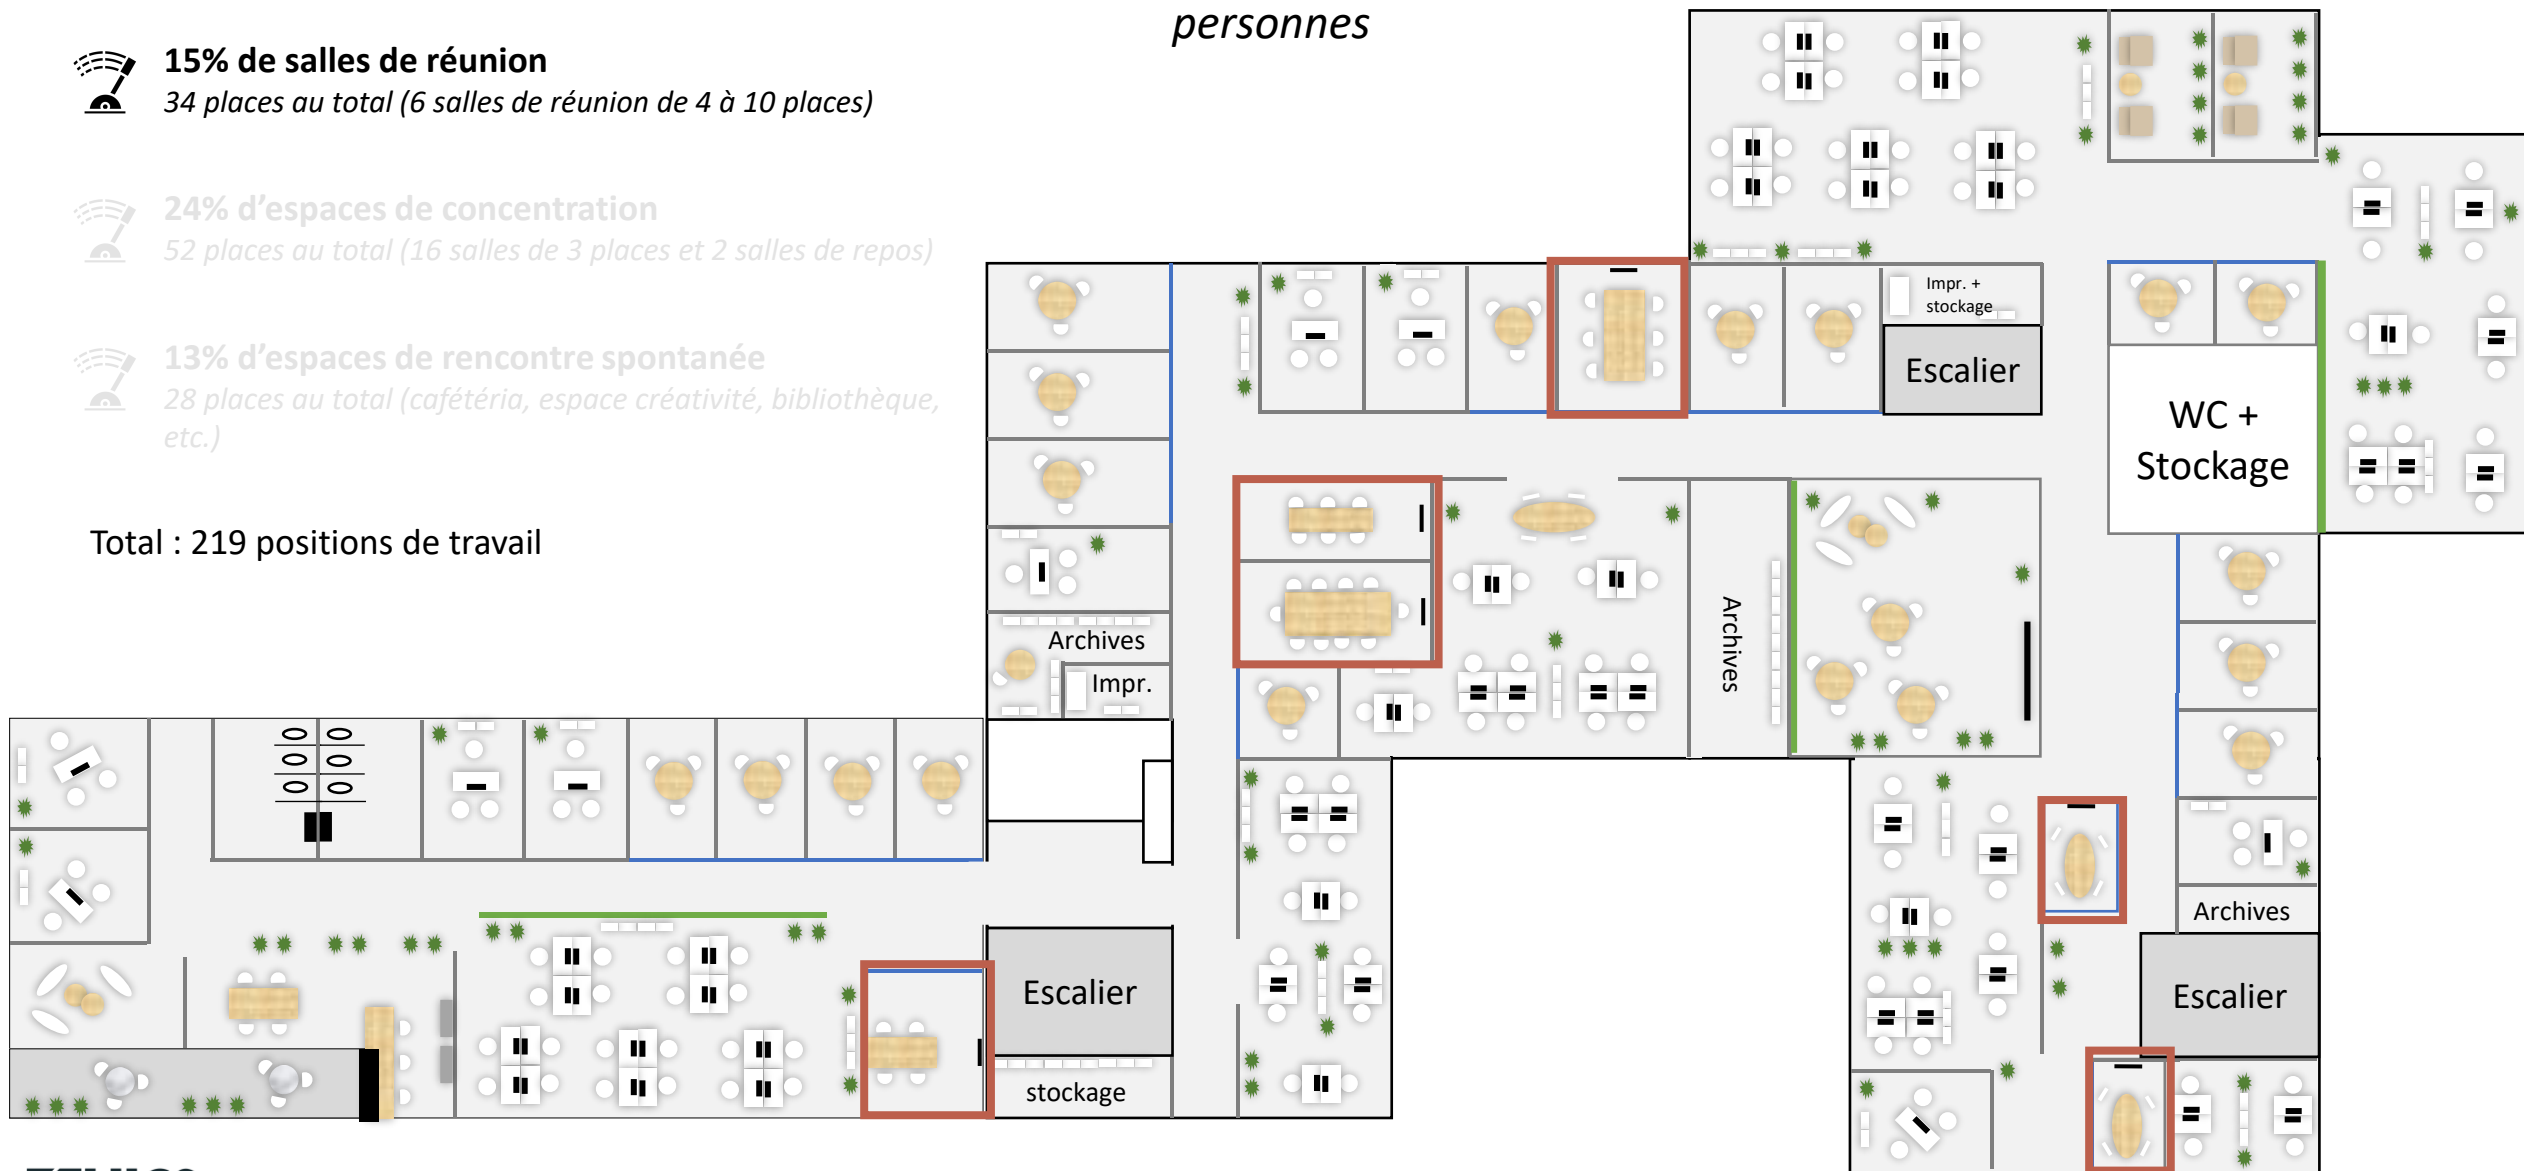 personnes
15% de salles de réunion
34 places au total (6 salles de réunion de 4 à 10 places)
24% d’espaces de concentration
52 places au total (16 salles de 3 places et 2 salles de repos)
13% d’espaces de rencontre spontanée
28 places au total (cafétéria, espace créativité, bibliothèque,
etc.)
Total : 219 positions de travail
Impr. +
stockage
Escalier
WC +
Stockage
Archives
Impr.
Archives
Archives
Escalier
Escalier
stockage